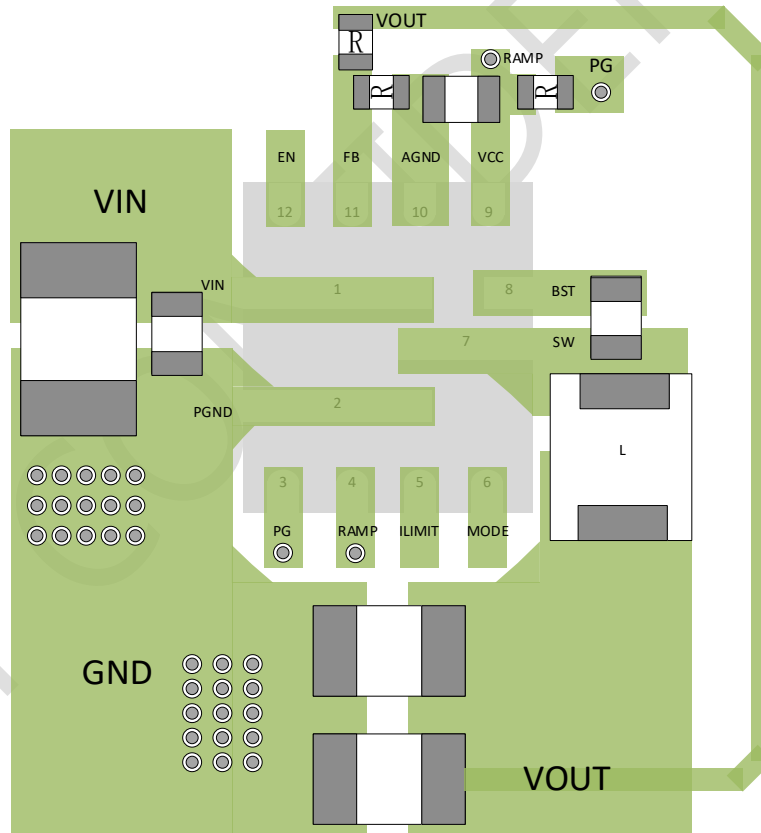 VOUT
R
RAMP
PG
R
R
EN
FB
AGND
VCC
12
11
10
9
VIN
VIN
1
8
BST
7
SW
PGND
2
L
3
4
5
6
PG
RAMP
ILIMIT
MODE
GND
VOUT